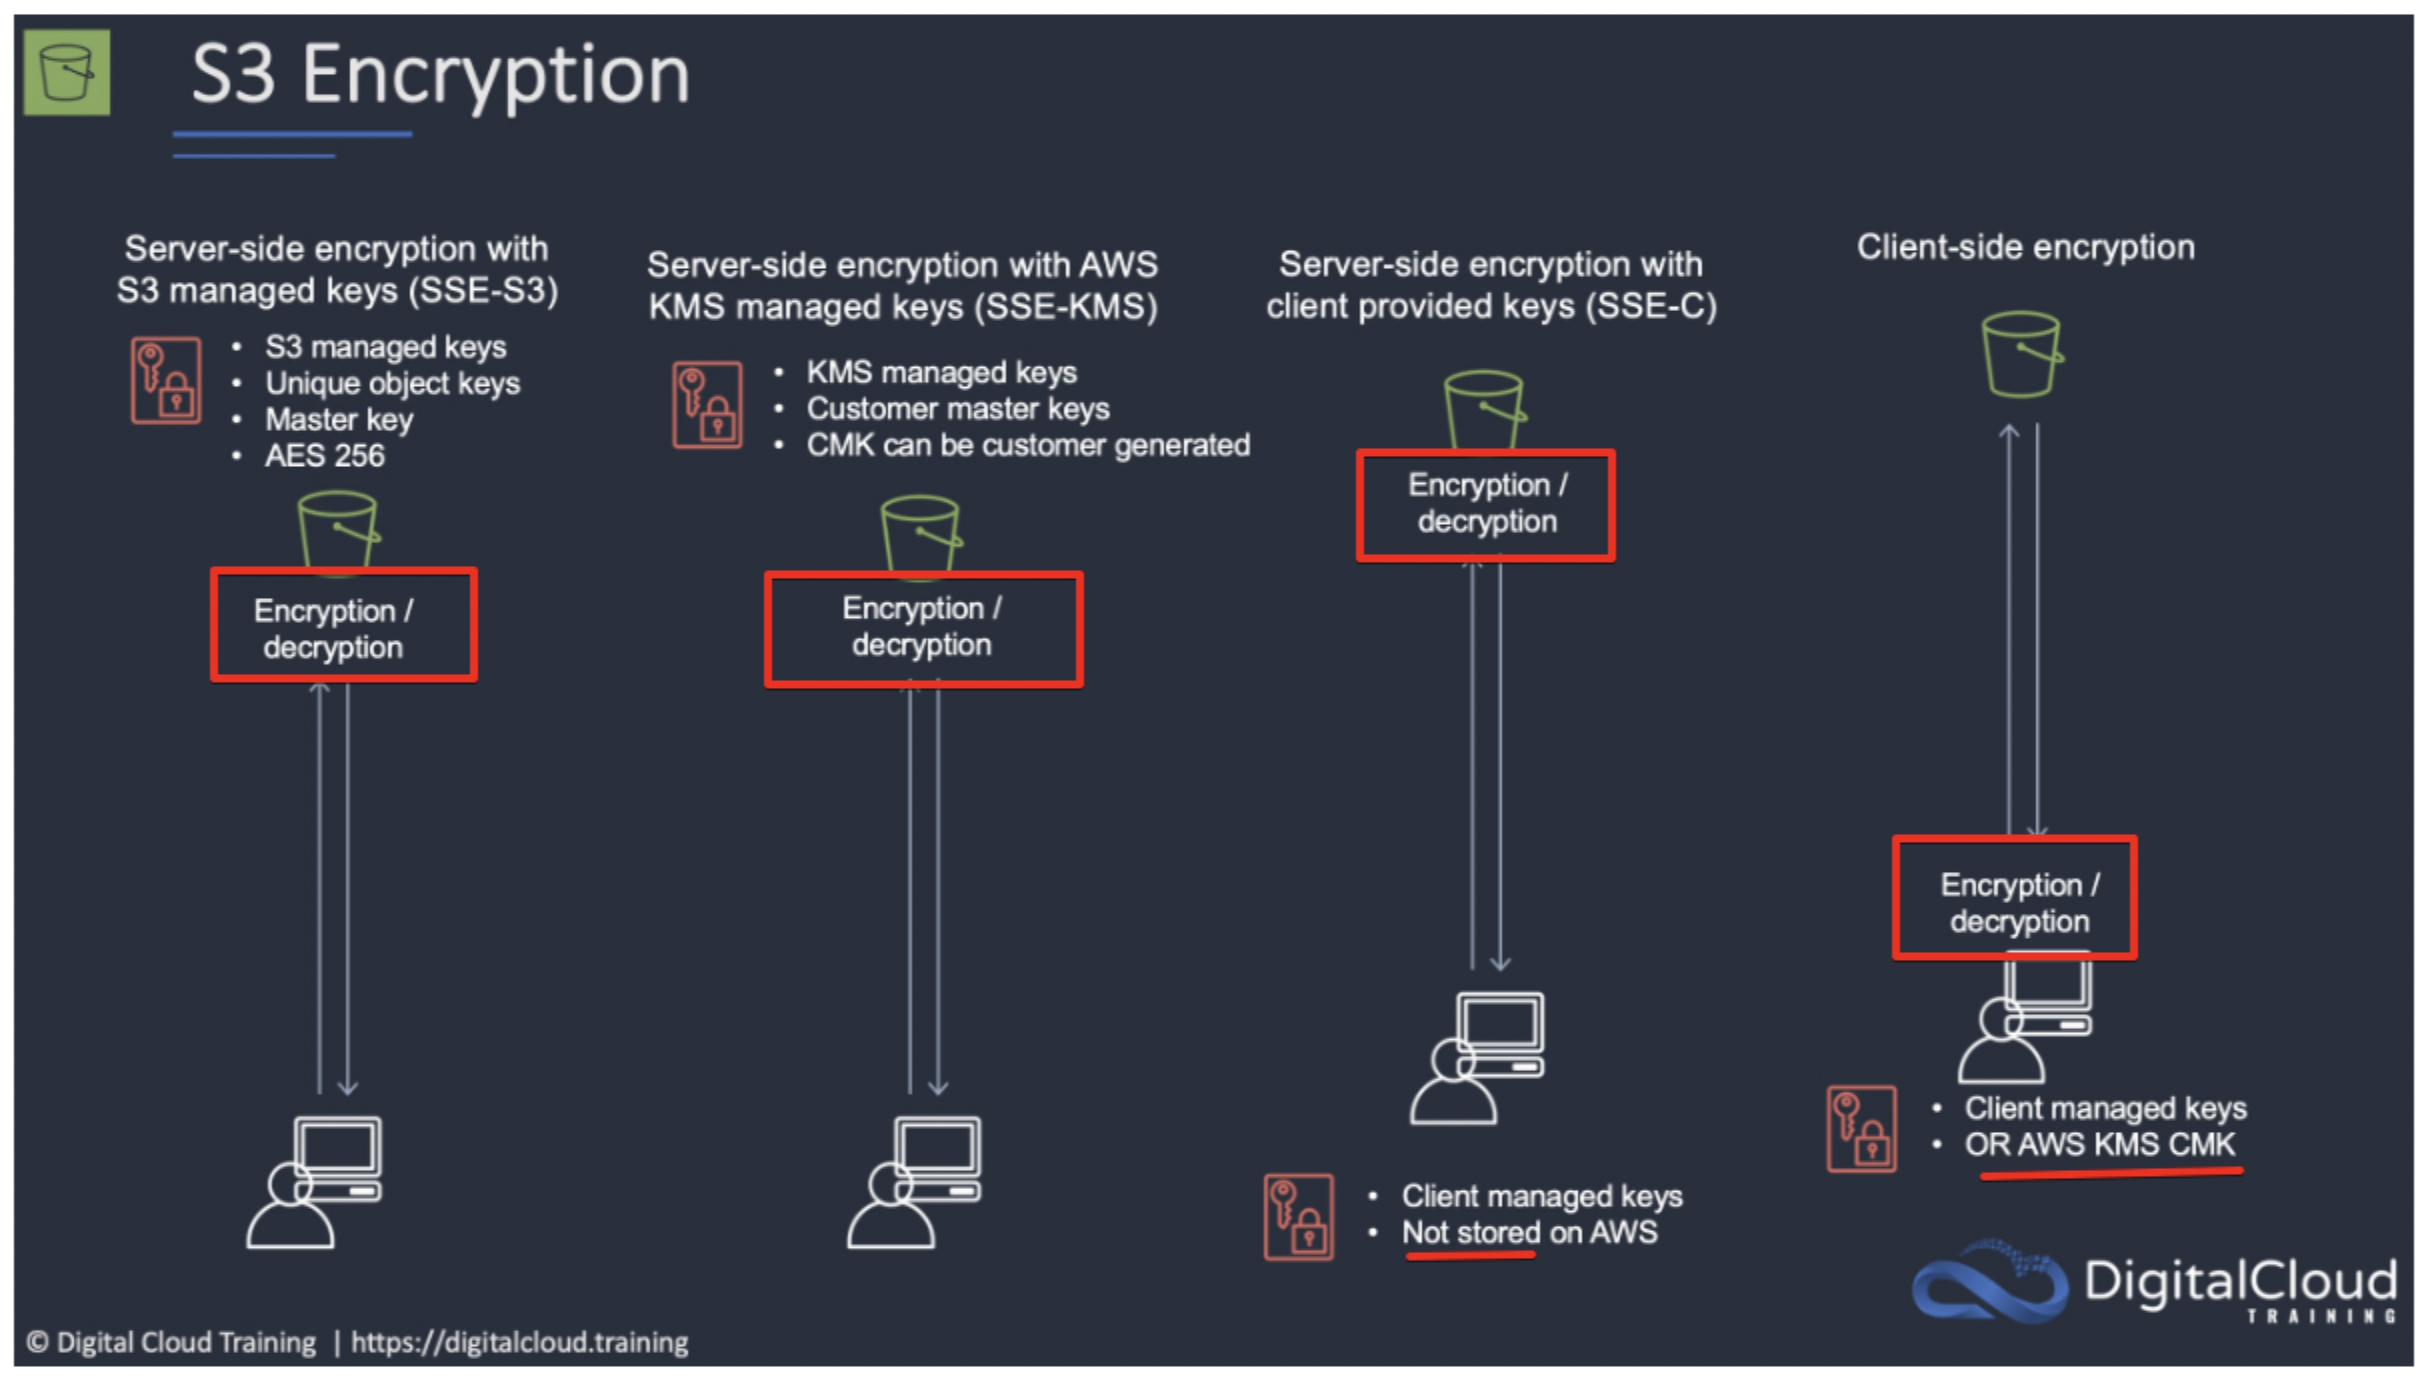 S3 Encryption
Server-side encryption with
S3 managed keys (SSE-S3)
• S3 managed keys
• Unique object keys
• Master key
• AES 256
Encryption /
decryption
Server-side encryption with AWS
KMS managed keys (SSE-KMS)
• KMS managed keys
• Customer master keys
• CMK can be customer generated
Encryption /
decryption
Server-side encryption with
client provided keys (SSE-C)
Encryption /
decryption
• Client managed keys
• Not stored on AWS
Client-side encryption
Encryption /
decryption
• Client managed keys
• OR AWS KMS CMK
DigitalCloud
TRAINING
© Digital Cloud Training | https://digitalcloud.training